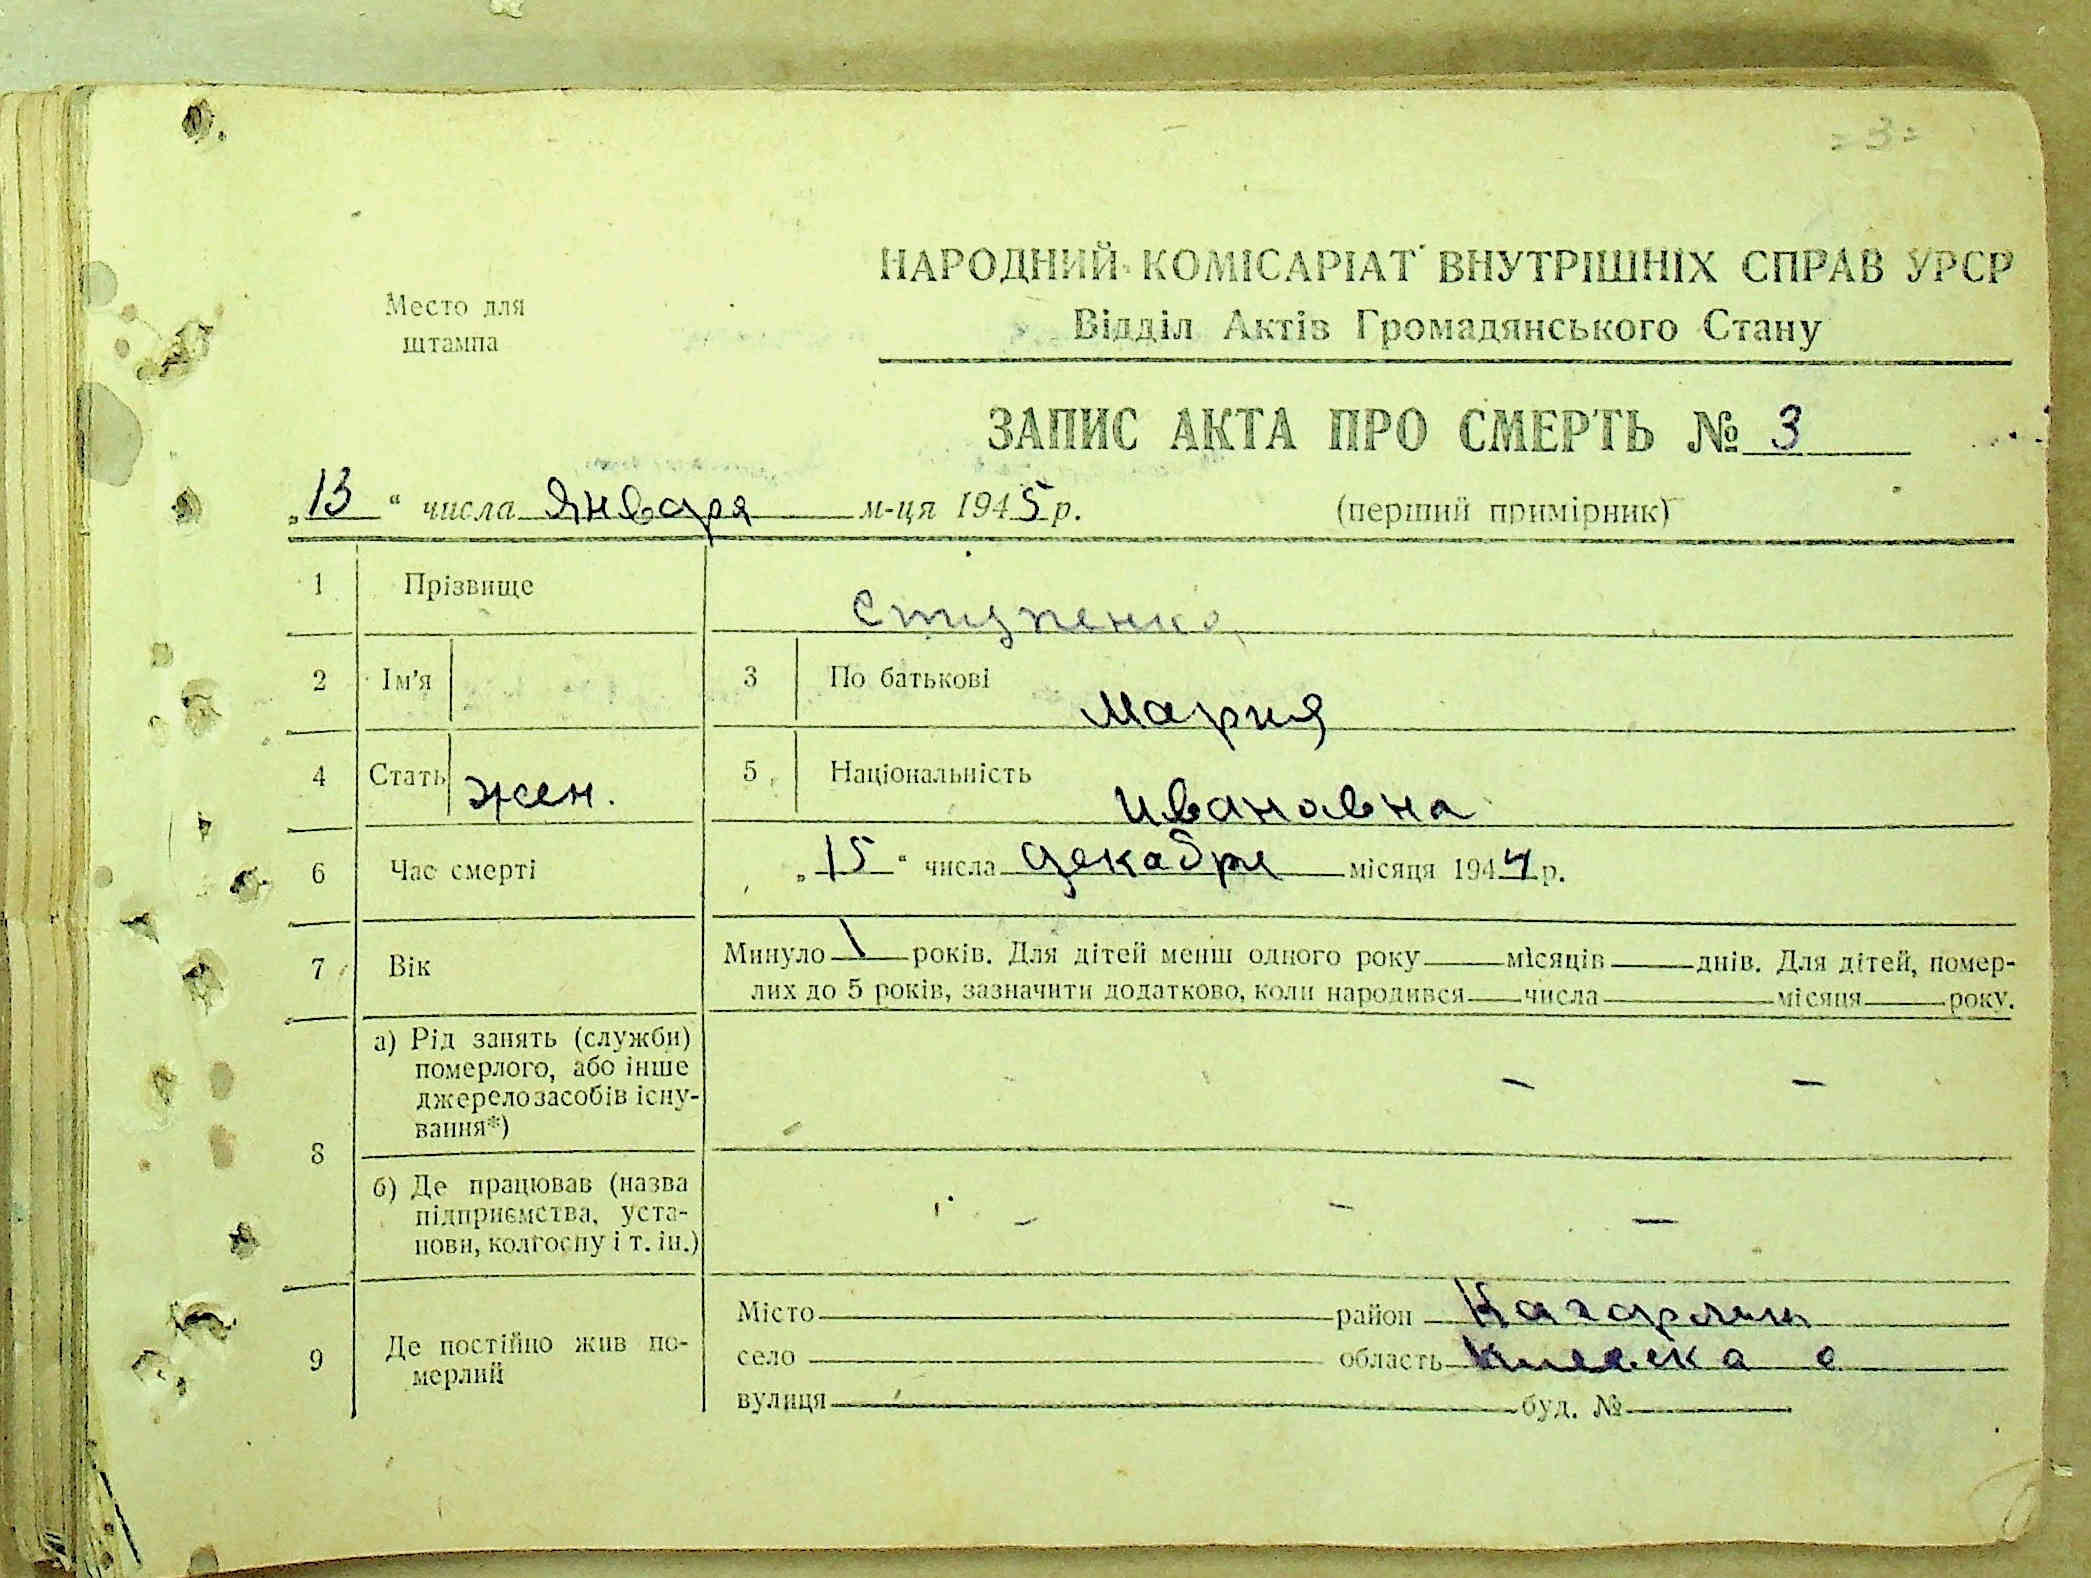 = 3 =
НАРОДНИЙ КОМІСАРІАТ ВНУТРІШНІХ СПРАВ УРСР
Відділ Актів Громадянського Стану
Место для
штампа
ЗАПИС АКТА ПРО СМЕРТЬ № 3
„13“ числа Января м-ця 1945 р. (перший примірник)
1 Прізвище Ступенко
2 Ім'я 3 По батькові Мария
4 Стать жен. 5 Національність Ивановна
6 Час смерті „15“ числа декабря місяця 1944 р.
7 Вік Минуло 1 років. Для дітей менш одного року місяців днів. Для дітей, помер-
лих до 5 років, зазначити додатково, коли народився числа місяця року.
8 а) Рід занять (служби)
померлого, або інше
джерело засобів існу-
вання*) – –
б) Де працював (назва
підприємства, уста-
нови, колгоспу і т. ін.) – – –
9 Де постійно жив по-
мерлий
Місто район Кагарлик
село область Киевска о
вулиця буд. №